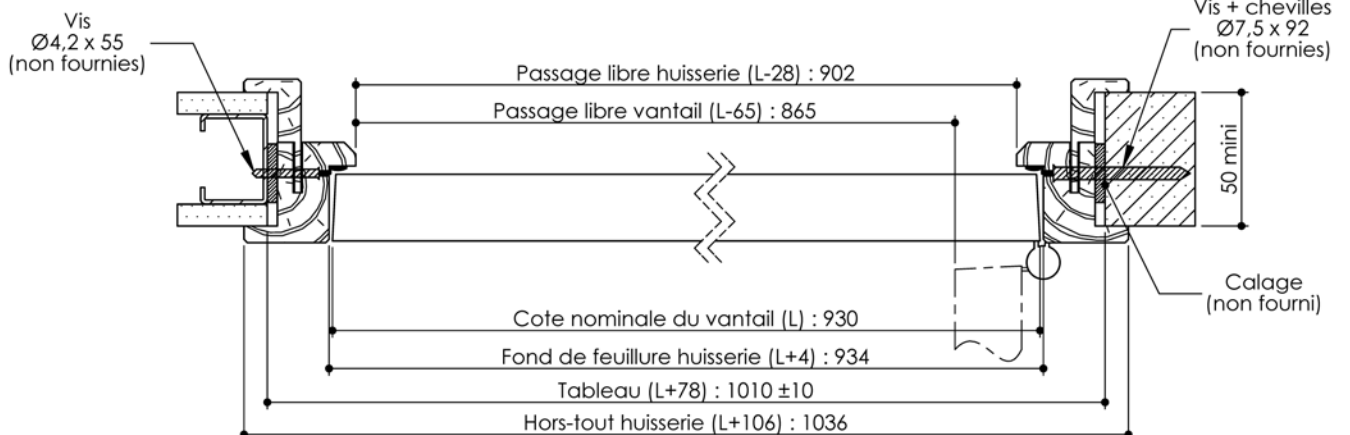 Vis
Ø4,2 x 55
(non fournies)
Vis + chevilles
Ø7,5 x 92
(non fournies)
Passage libre huisserie (L-28) : 902
Passage libre vantail (L-65) : 865
50 mini
Calage
(non fourni)
Cote nominale du vantail (L) : 930
Fond de feuillure huisserie (L+4) : 934
Tableau (L+78) : 1010 ±10
Hors-tout huisserie (L+106) : 1036